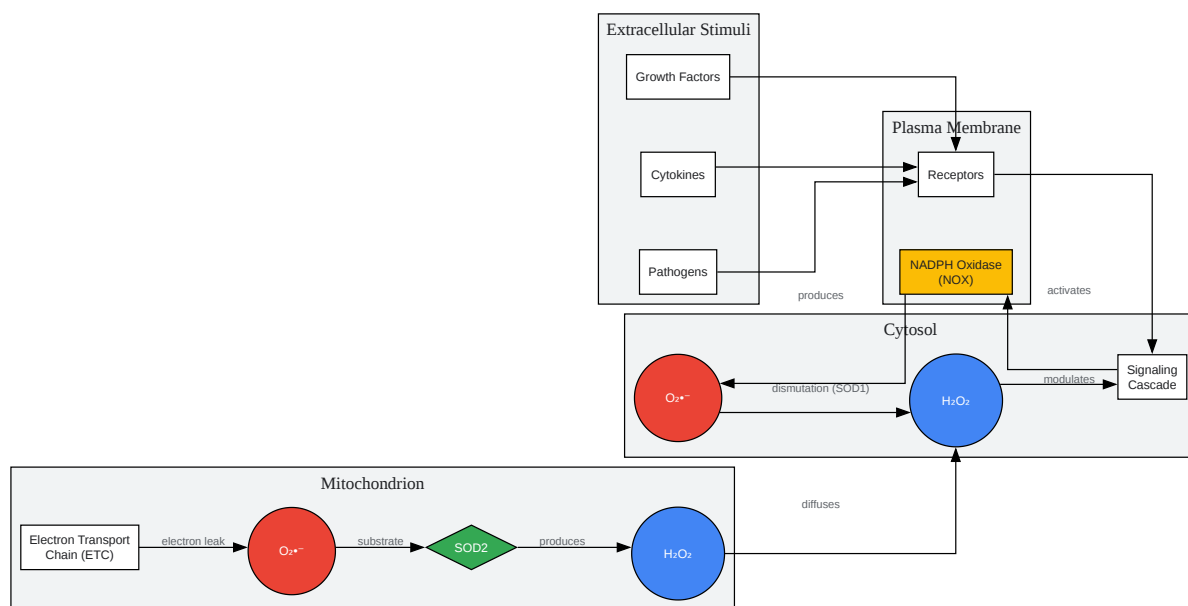 Extracellular Stimuli
Growth Factors
Plasma Membrane
Cytokines
Receptors
Pathogens
NADPH Oxidase
(NOX)
produces
activates
Cytosol
Signaling
Cascade
O₂•⁻
dismutation (SOD1)
H₂O₂
modulates
Mitochondrion
diffuses
Electron Transport
Chain (ETC)
electron leak
O₂•⁻
substrate
SOD2
produces
H₂O₂